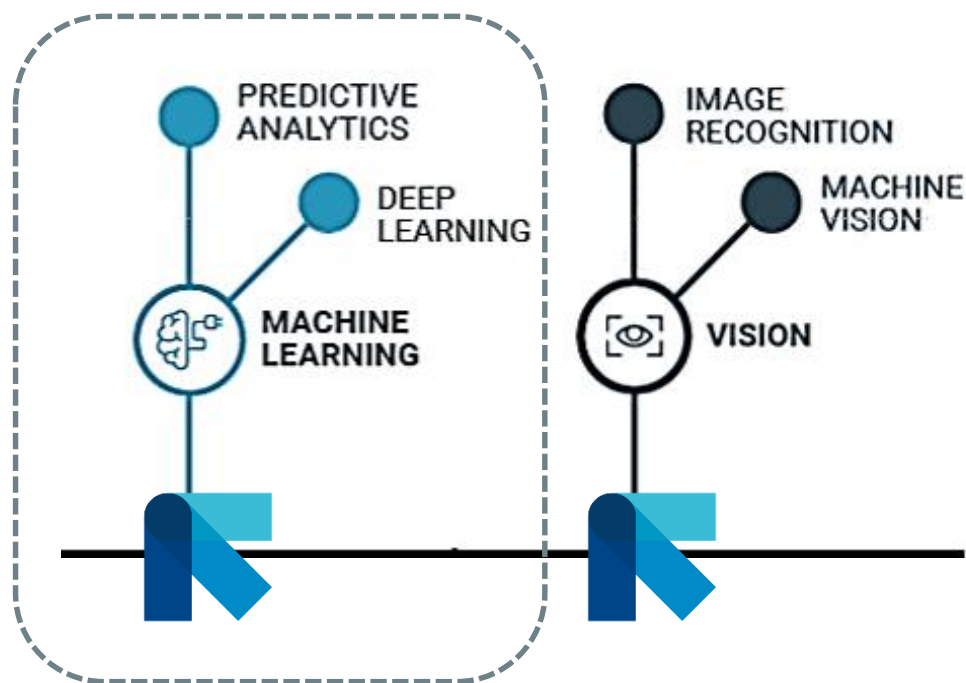 PREDICTIVE
ANALYTICS
DEEP
LEARNING
MACHINE
LEARNING
IMAGE
RECOGNITION
MACHINE
VISION
VISION